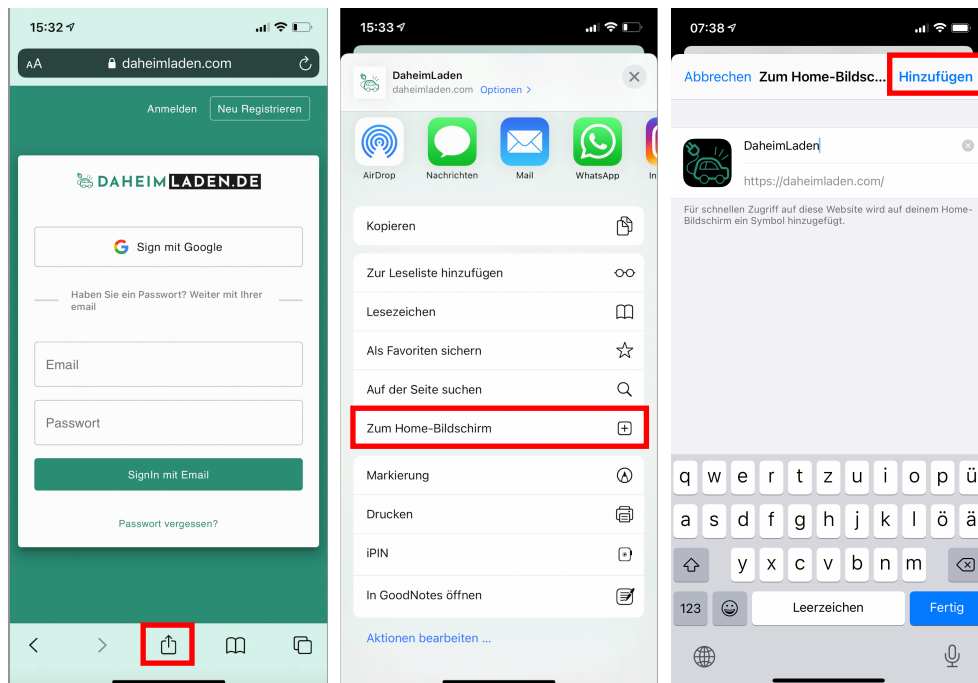 15:32
AA daheimladen.com
Anmelden Neu Registrieren
DAHEIMLADEN.DE
Sign mit Google
Haben Sie ein Passwort? Weiter mit Ihrer
email
Email
Passwort
SignIn mit Email
Passwort vergessen?
15:33
DaheimLaden
daheimladen.com Optionen >
AirDrop Nachrichten Mail WhatsApp In
Kopieren
Zur Leseliste hinzufügen
Lesezeichen
Als Favoriten sichern
Auf der Seite suchen
Zum Home-Bildschirm
Markierung
Drucken
iPIN
In GoodNotes öffnen
Aktionen bearbeiten ...
07:38
Abbrechen Zum Home-Bildsc... Hinzufügen
DaheimLaden
https://daheimladen.com/
Für schnellen Zugriff auf diese Website wird auf deinem Home-
Bildschirm ein Symbol hinzugefügt.
q w e r t z u i o p ü
a s d f g h j k l ö ä
y x c v b n m
123 Leerzeichen Fertig